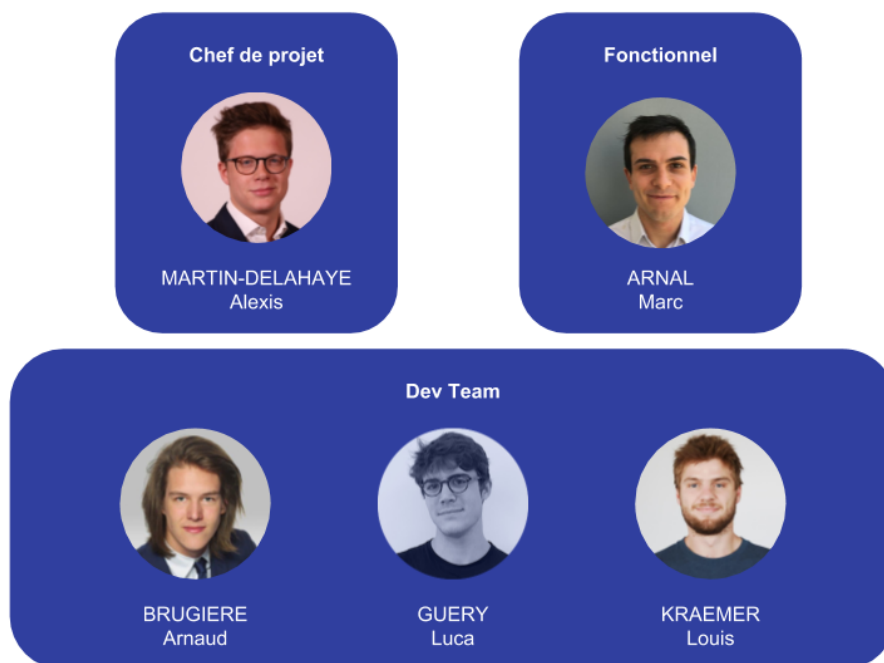 Chef de projet
Fonctionnel
MARTIN-DELAHAYE
Alexis
ARNAL
Marc
Dev Team
BRUGIERE
Arnaud
GUERY
Luca
KRAEMER
Louis